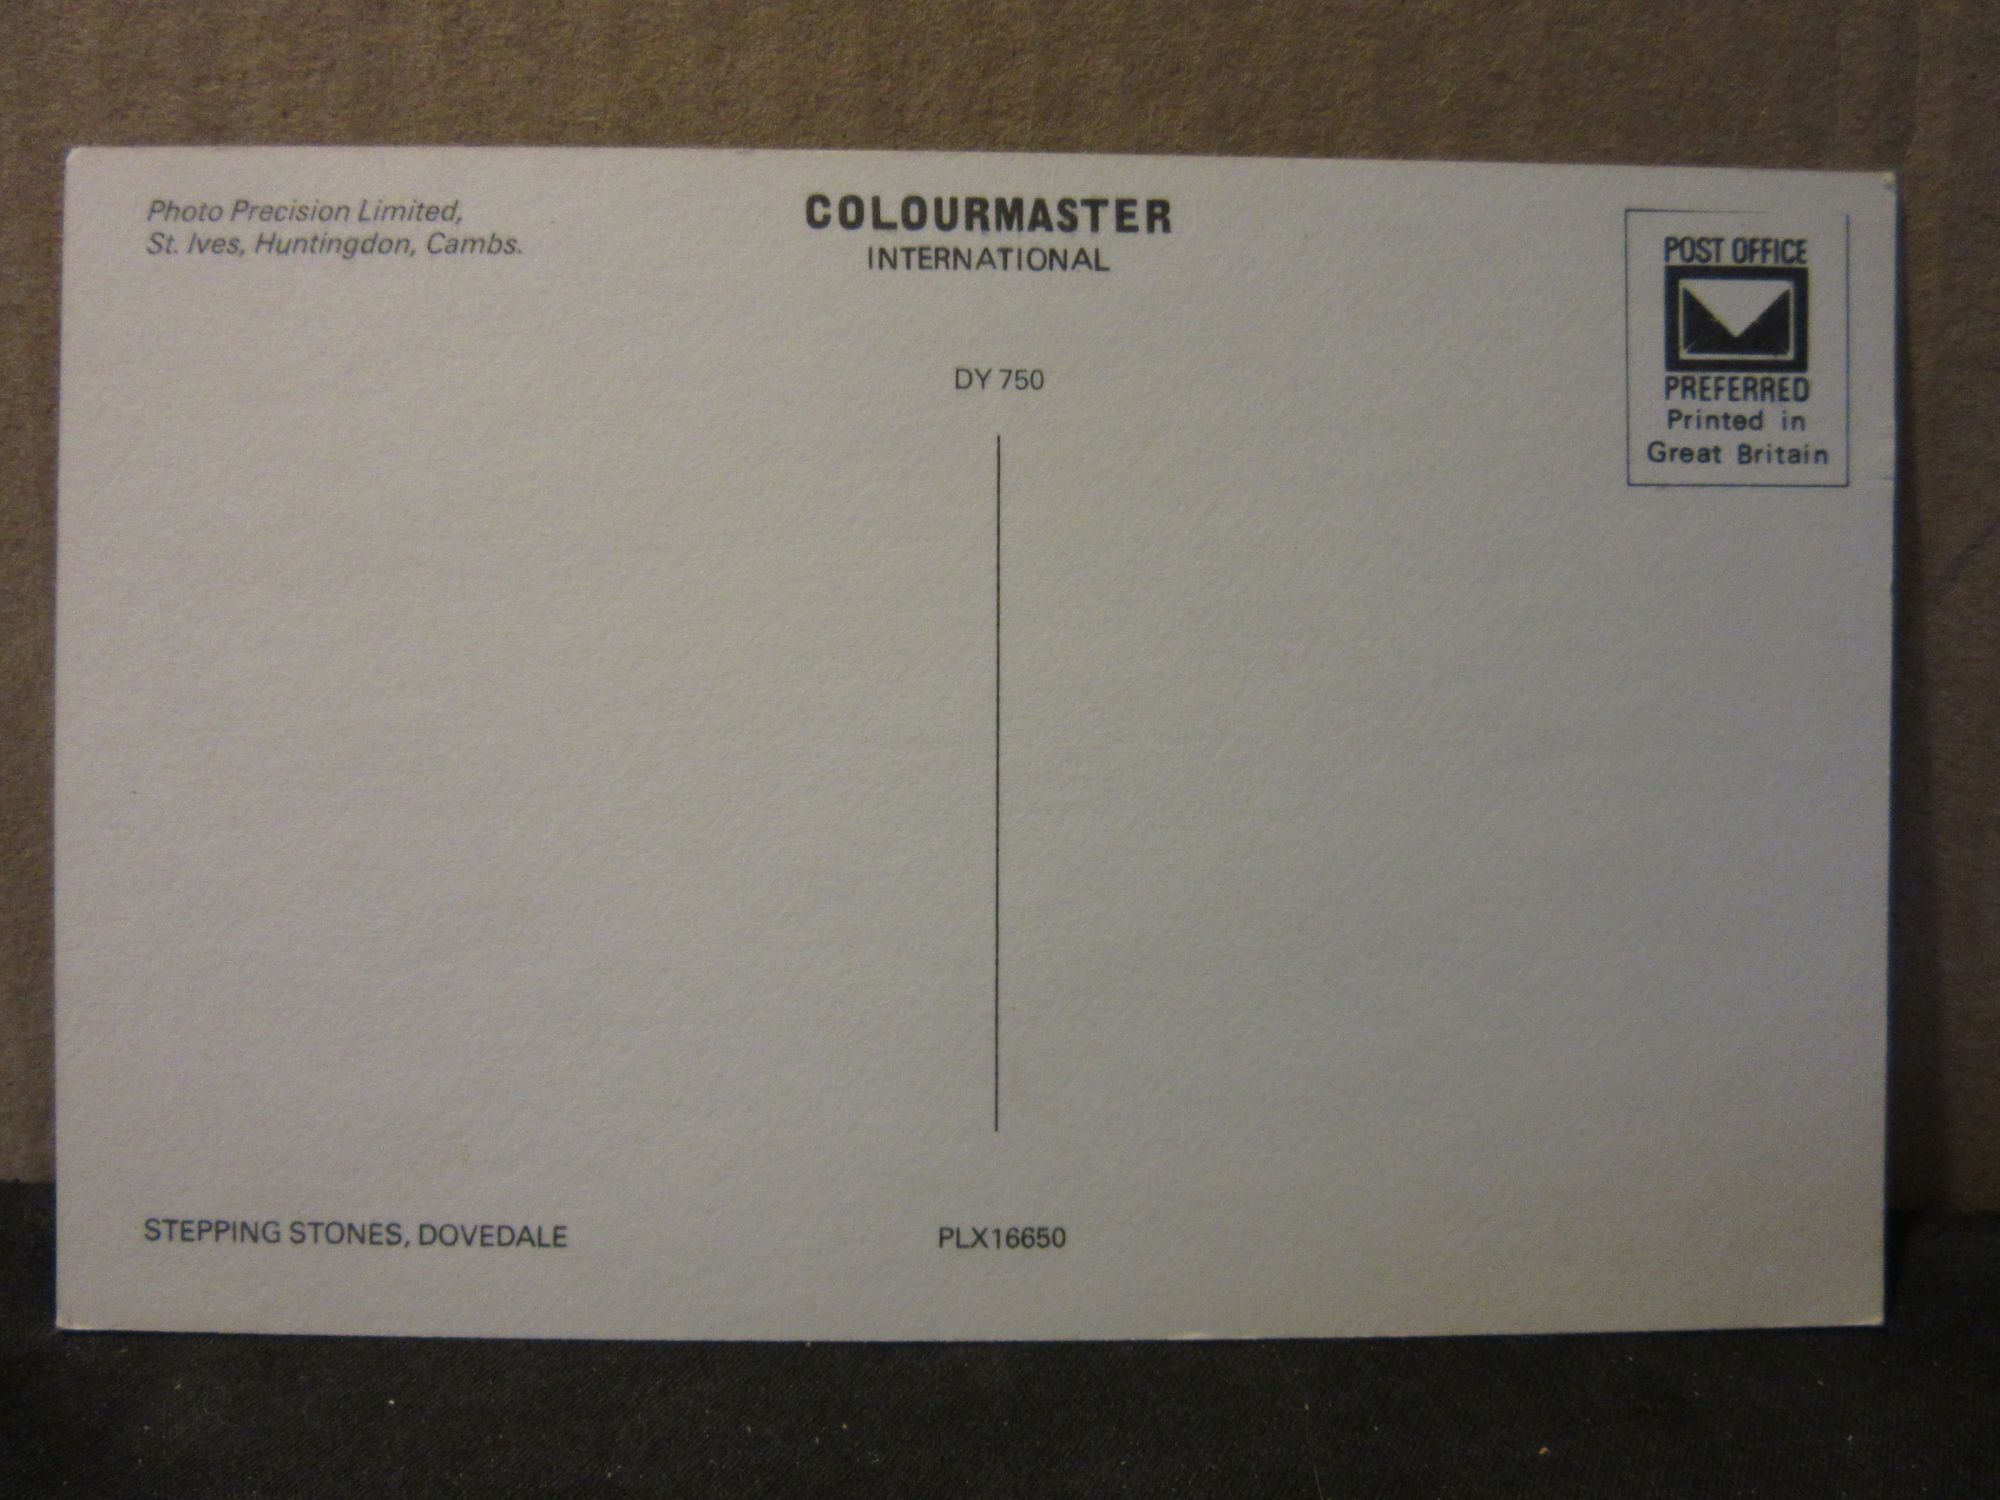 Photo Precision Limited,
St. Ives, Huntingdon, Cambs.
COLOURMASTER
INTERNATIONAL
DY 750
POST OFFICE
PREFERRED
Printed in
Great Britain
STEPPING STONES, DOVEDALE
PLX16650